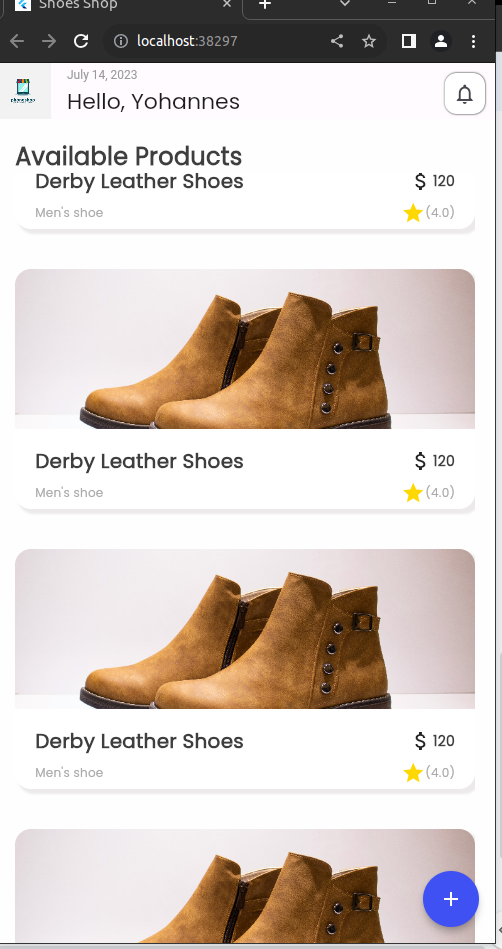 Shoes Shop
localhost:38297
July 14, 2023
Hello, Yohannes
Available Products
Derby Leather Shoes $ 120
Men's shoe (4.0)
Derby Leather Shoes $ 120
Men's shoe (4.0)
Derby Leather Shoes $ 120
Men's shoe (4.0)